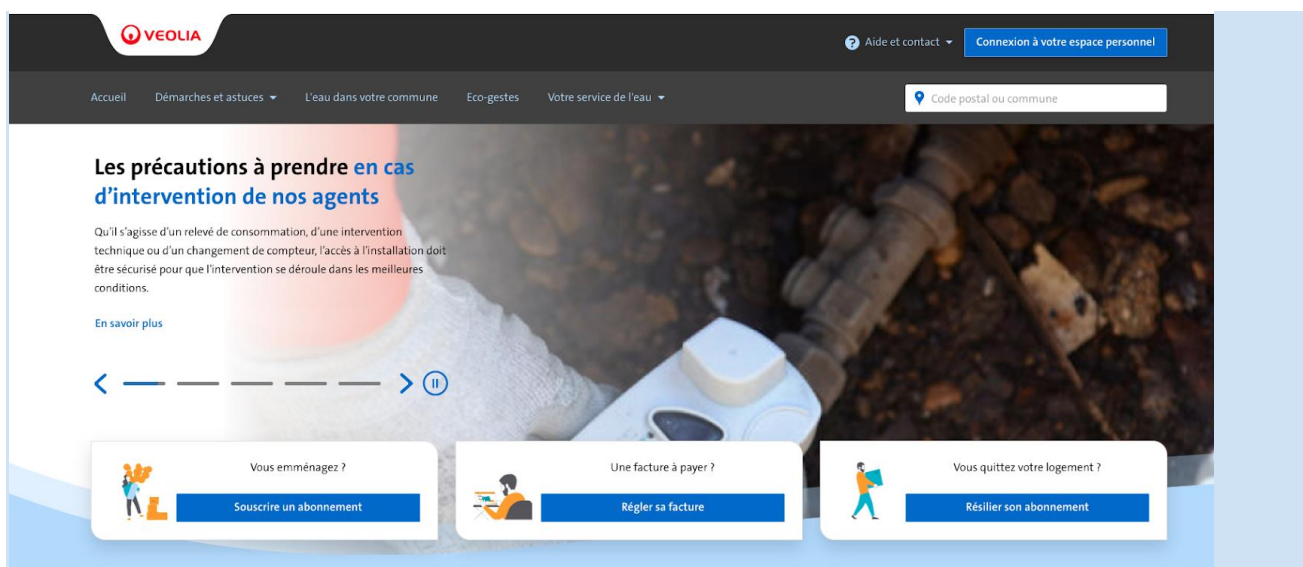 VEOLIA
Aide et contact
Connexion à votre espace personnel
Accueil
Démarches et astuces
L'eau dans votre commune
Eco-gestes
Votre service de l'eau
Code postal ou commune
Les précautions à prendre en cas
d'intervention de nos agents
Qu'il s'agisse d'un relevé de consommation, d'une intervention
technique ou d'un changement de compteur, l'accès à l'installation doit
être sécurisé pour que l'intervention se déroule dans les meilleures
conditions.
En savoir plus
Vous emménagez ?
Souscrire un abonnement
Une facture à payer ?
Régler sa facture
Vous quittez votre logement ?
Résilier son abonnement